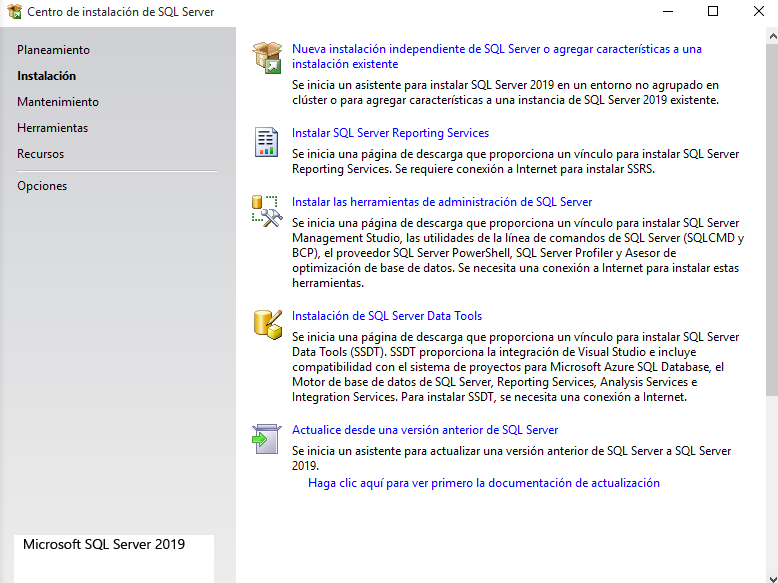 Centro de instalación de SQL Server
Planeamiento
Instalación
Mantenimiento
Herramientas
Recursos
Opciones
Nueva instalación independiente de SQL Server o agregar características a una
instalación existente
Se inicia un asistente para instalar SQL Server 2019 en un entorno no agrupado en
clúster o para agregar características a una instancia de SQL Server 2019 existente.
Instalar SQL Server Reporting Services
Se inicia una página de descarga que proporciona un vínculo para instalar SQL Server
Reporting Services. Se requiere conexión a Internet para instalar SSRS.
Instalar las herramientas de administración de SQL Server
Se inicia una página de descarga que proporciona un vínculo para instalar SQL Server
Management Studio, las utilidades de la línea de comandos de SQL Server (SQLCMD y
BCP), el proveedor SQL Server PowerShell, SQL Server Profiler y Asesor de
optimización de base de datos. Se necesita una conexión a Internet para instalar estas
herramientas.
Instalación de SQL Server Data Tools
Se inicia una página de descarga que proporciona un vínculo para instalar SQL Server
Data Tools (SSDT). SSDT proporciona la integración de Visual Studio e incluye
compatibilidad con el sistema de proyectos para Microsoft Azure SQL Database, el
Motor de base de datos de SQL Server, Reporting Services, Analysis Services e
Integration Services. Para instalar SSDT, se necesita una conexión a Internet.
Actualice desde una versión anterior de SQL Server
Se inicia un asistente para actualizar una versión anterior de SQL Server a SQL Server
2019.
Haga clic aquí para ver primero la documentación de actualización
Microsoft SQL Server 2019